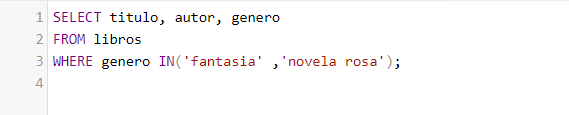 1 SELECT titulo, autor, genero
2 FROM libros
3 WHERE genero IN('fantasia' ,'novela rosa');
4